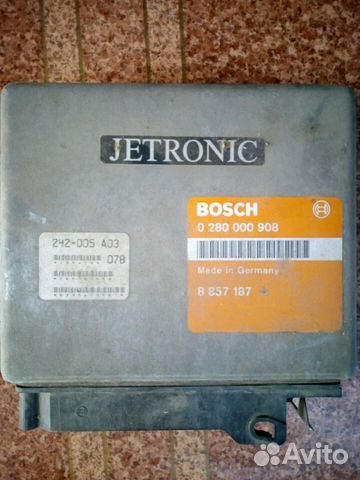 JETRONIC
242-005 A03
078
BOSCH
0 280 000 908
Made in Germany
8 857 187 +
Avito